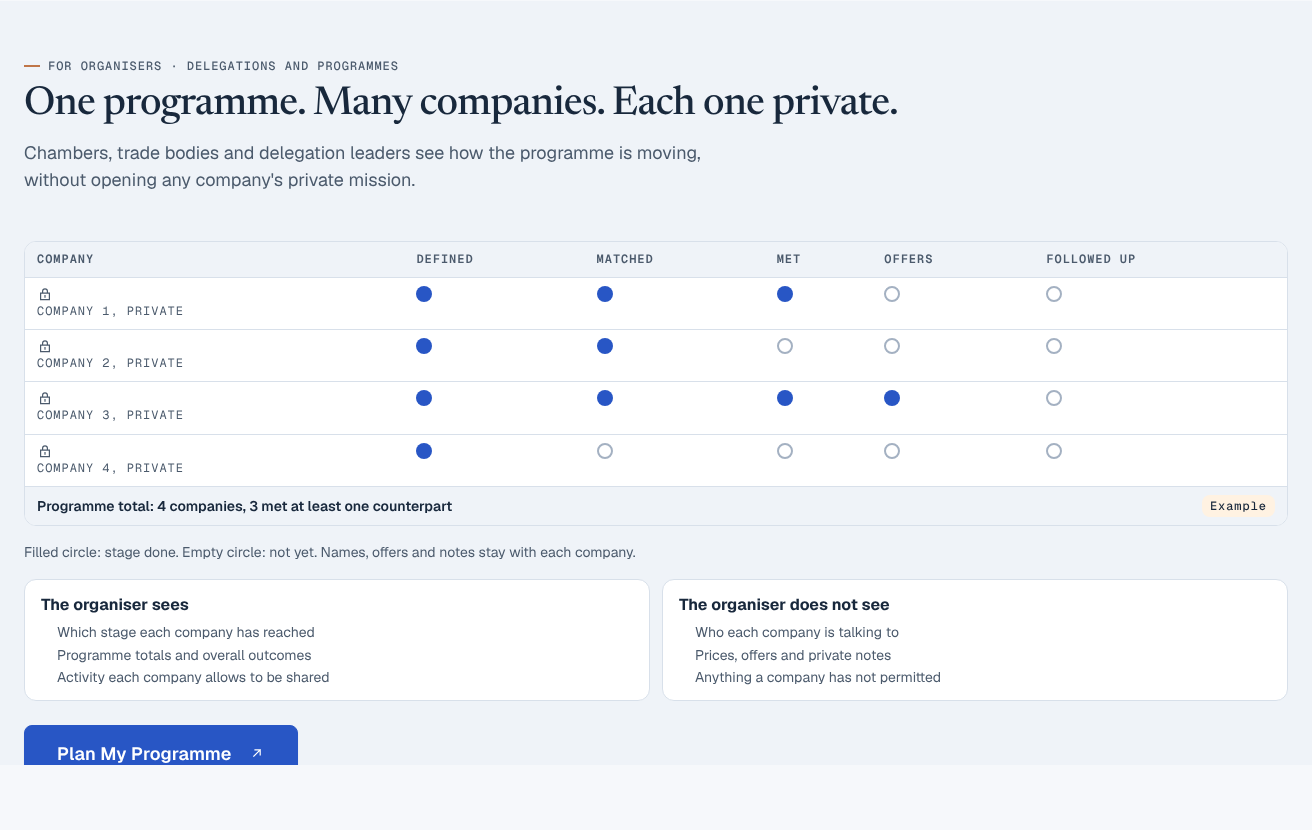 FOR ORGANISERS · DELEGATIONS AND PROGRAMMES
One programme. Many companies. Each one private.
Chambers, trade bodies and delegation leaders see how the programme is moving,
without opening any company's private mission.
COMPANY DEFINED MATCHED MET OFFERS FOLLOWED UP
COMPANY 1, PRIVATE
COMPANY 2, PRIVATE
COMPANY 3, PRIVATE
COMPANY 4, PRIVATE
Programme total: 4 companies, 3 met at least one counterpart Example
Filled circle: stage done. Empty circle: not yet. Names, offers and notes stay with each company.
The organiser sees
Which stage each company has reached
Programme totals and overall outcomes
Activity each company allows to be shared
The organiser does not see
Who each company is talking to
Prices, offers and private notes
Anything a company has not permitted
Plan My Programme